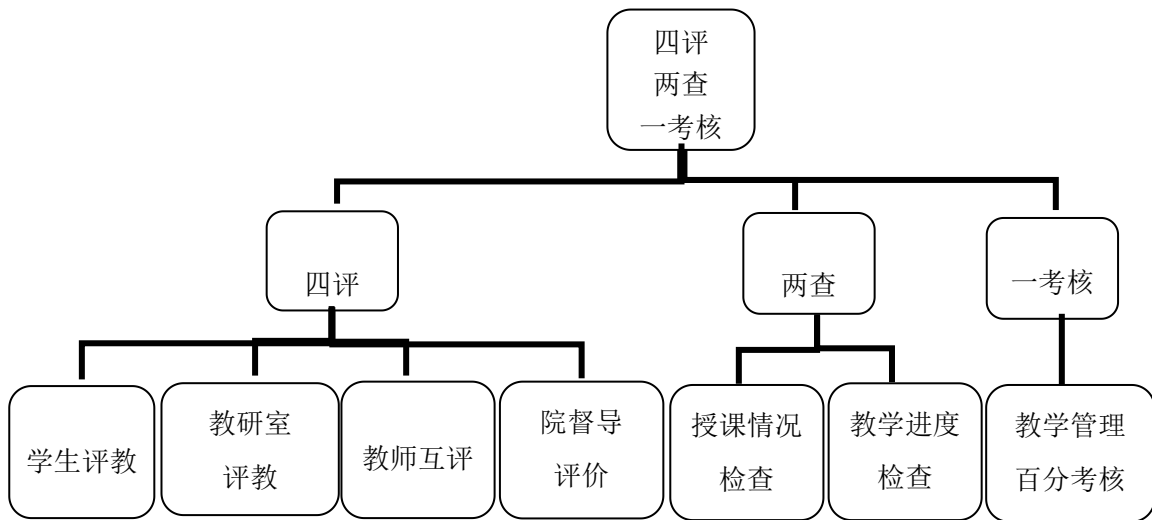 四评
两查
一考核
四评
两查
一考核
学生评教
教研室
评教
教师互评
院督导
评价
授课情况
检查
教学进度
检查
教学管理
百分考核